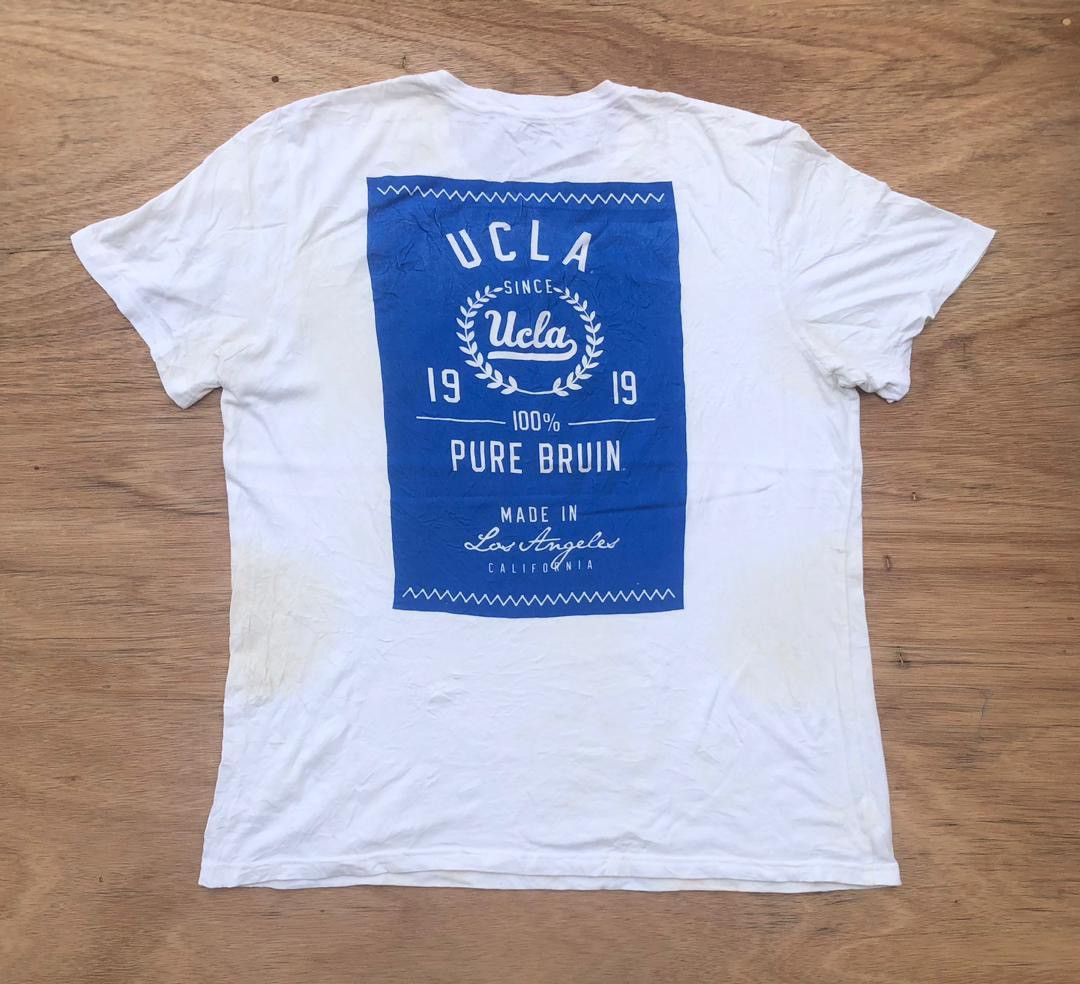 UCLA
SINCE
Ucla
19 19
100%
PURE BRUIN
MADE IN
Los Angeles
CALIFORNIA